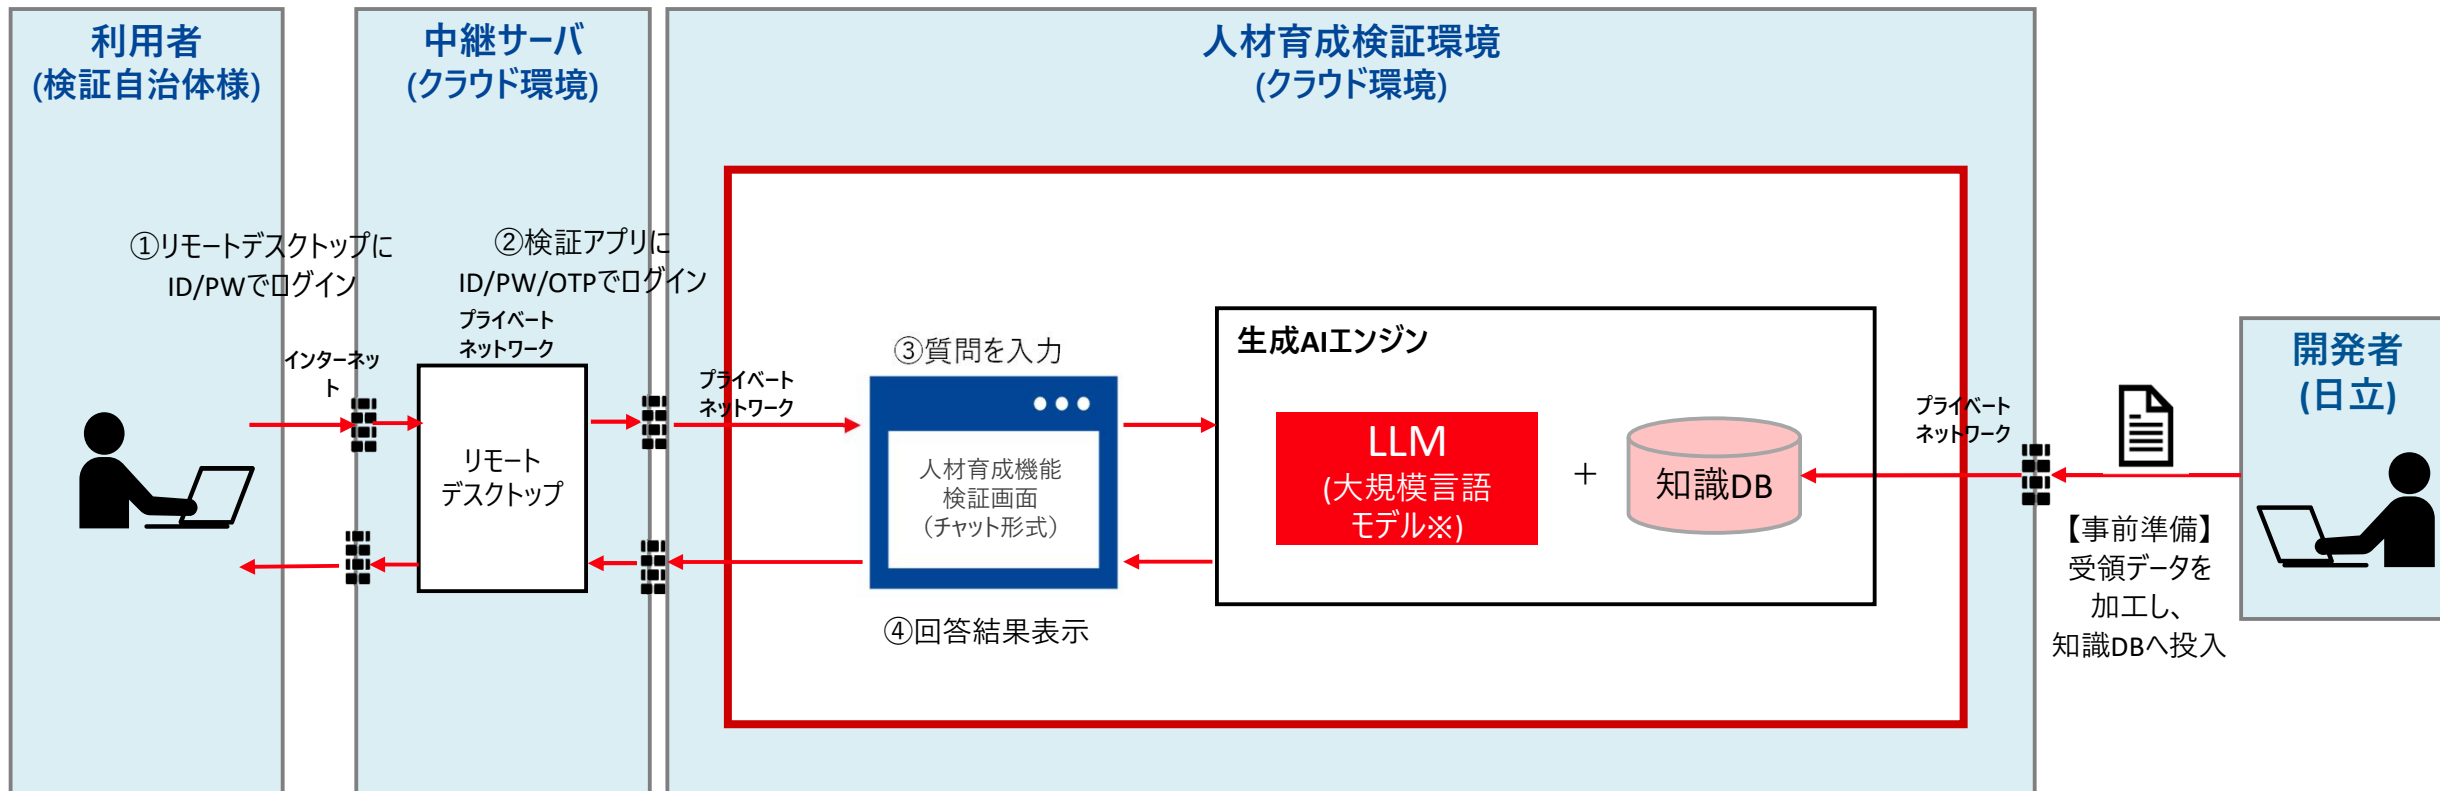 利用者
(検証自治体様)
中継サーバ
(クラウド環境)
人材育成検証環境
(クラウド環境)
①リモートデスクトップに
ID/PWでログイン
②検証アプリに
ID/PW/OTPでログイン
プライベート
ネットワーク
インターネッ
ト
リモート
デスクトップ
プライベート
ネットワーク
③質問を入力
人材育成機能
検証画面
（チャット形式）
④回答結果表示
生成AIエンジン
LLM
(大規模言語
モデル※)
+
知識DB
プライベート
ネットワーク
開発者
(日立)
【事前準備】
受領データを
加工し、
知識DBへ投入